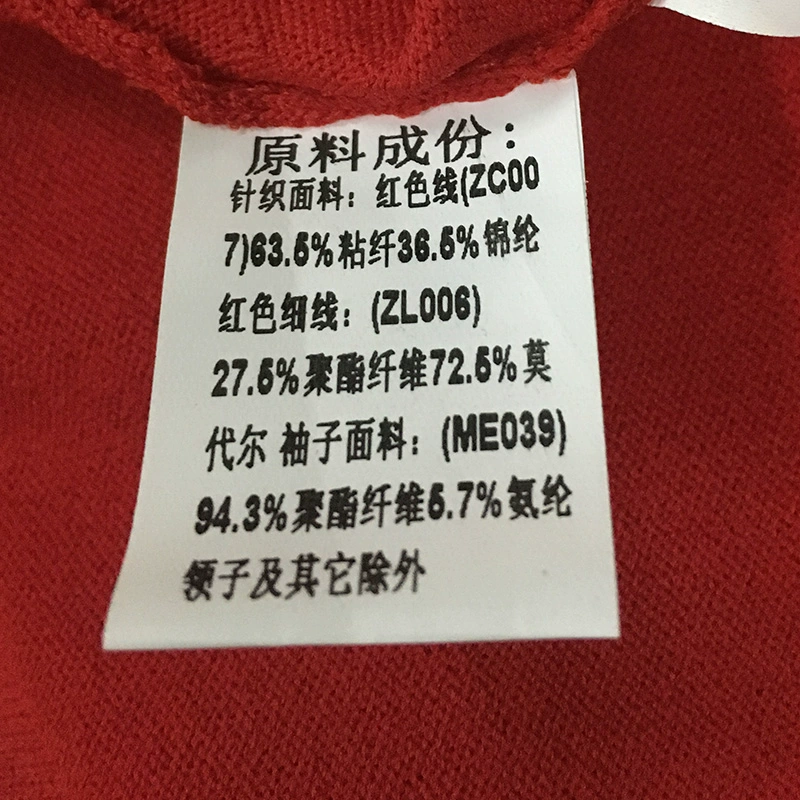 原料成份：
针织面料：红色线(ZC00
7)63.5%粘纤36.5%锦纶
红色细线：(ZL006)
27.5%聚酯纤维72.5%莫
代尔 袖子面料：(ME039)
94.3%聚酯纤维5.7%氨纶
领子及其它除外